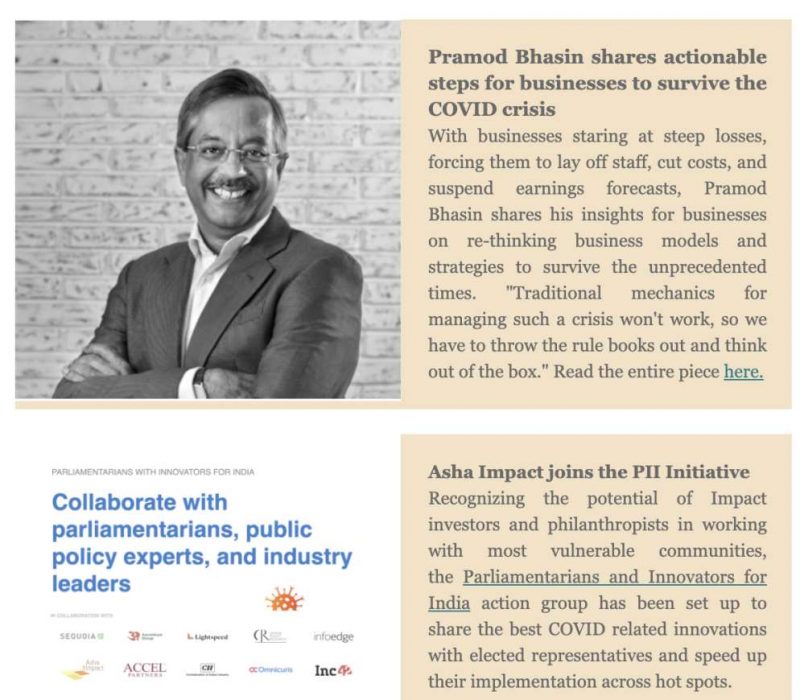 Pramod Bhasin shares actionable
steps for businesses to survive the
COVID crisis
With businesses staring at steep losses,
forcing them to lay off staff, cut costs, and
suspend earnings forecasts, Pramod
Bhasin shares his insights for businesses
on re-thinking business models and
strategies to survive the unprecedented
times. "Traditional mechanics for
managing such a crisis won't work, so we
have to throw the rule books out and think
out of the box." Read the entire piece here.
PARLIAMENTARIANS WITH INNOVATORS FOR INDIA
Collaborate with
parliamentarians, public
policy experts, and industry
leaders
IN COLLABORATION WITH
SEQUOIA
Lightspeed
infoedge
Asha
Impact
ACCEL
PARTNERS
CII
Omnicuris
Inc42
Asha Impact joins the PII Initiative
Recognizing the potential of Impact
investors and philanthropists in working
with most vulnerable communities,
the Parliamentarians and Innovators for
India action group has been set up to
share the best COVID related innovations
with elected representatives and speed up
their implementation across hot spots.